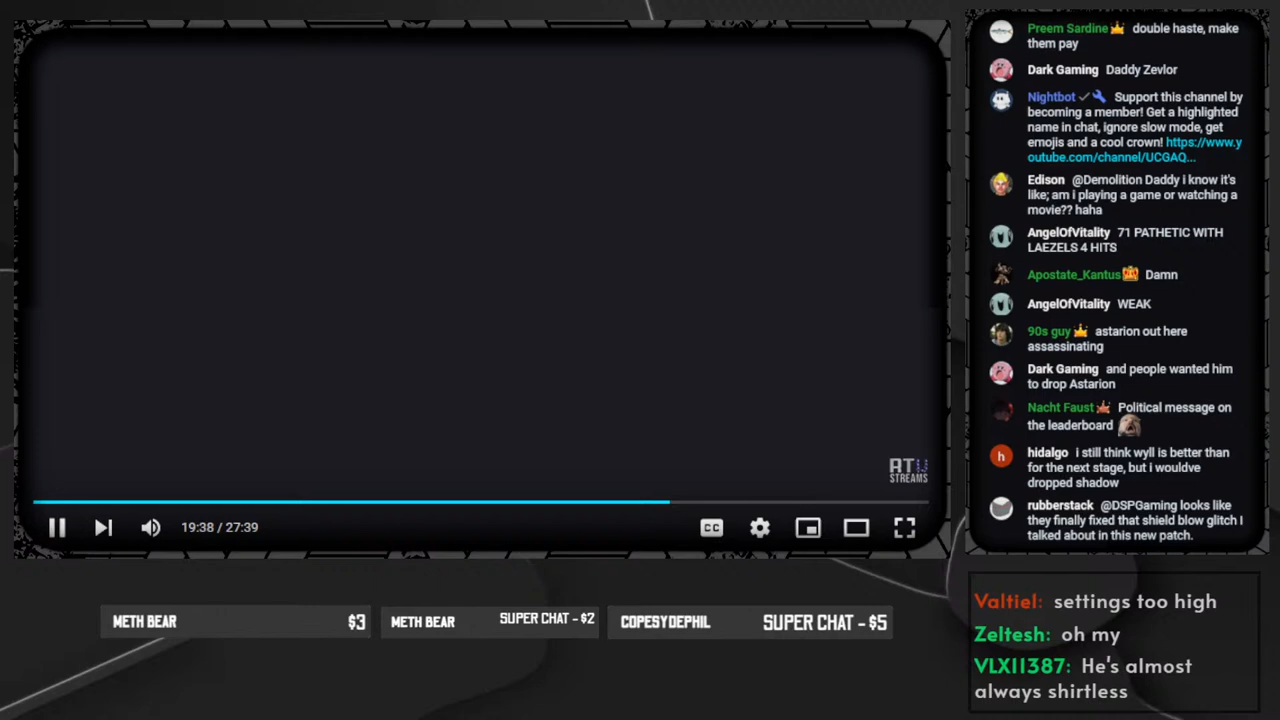 Preem Sardine double haste, make
them pay
Dark Gaming Daddy Zevlor
Nightbot Support this channel by
becoming a member! Get a highlighted
name in chat, ignore slow mode, get
emojis and a cool crown! https://www.y
outube.com/channel/UCGAQ...
Edison @Demolition Daddy i know it's
like; am i playing a game or watching a
movie?? haha
AngelOfVitality 71 PATHETIC WITH
LAEZELS 4 HITS
Apostate_Kantus Damn
AngelOfVitality WEAK
90s guy astarion out here
assassinating
Dark Gaming and people wanted him
to drop Astarion
Nacht Faust Political message on
the leaderboard
h
hidalgo i still think wyll is better than
for the next stage, but i wouldve
dropped shadow
rubberstack @DSPGaming looks like
they finally fixed that shield blow glitch I
talked about in this new patch.
ATU
STREAMS
19:38 / 27:39
CC
METH BEAR $3
METH BEAR SUPER CHAT - $2
COPESYDEPHIL SUPER CHAT - $5
Valtiel: settings too high
Zeltesh: oh my
VLX11387: He's almost
always shirtless